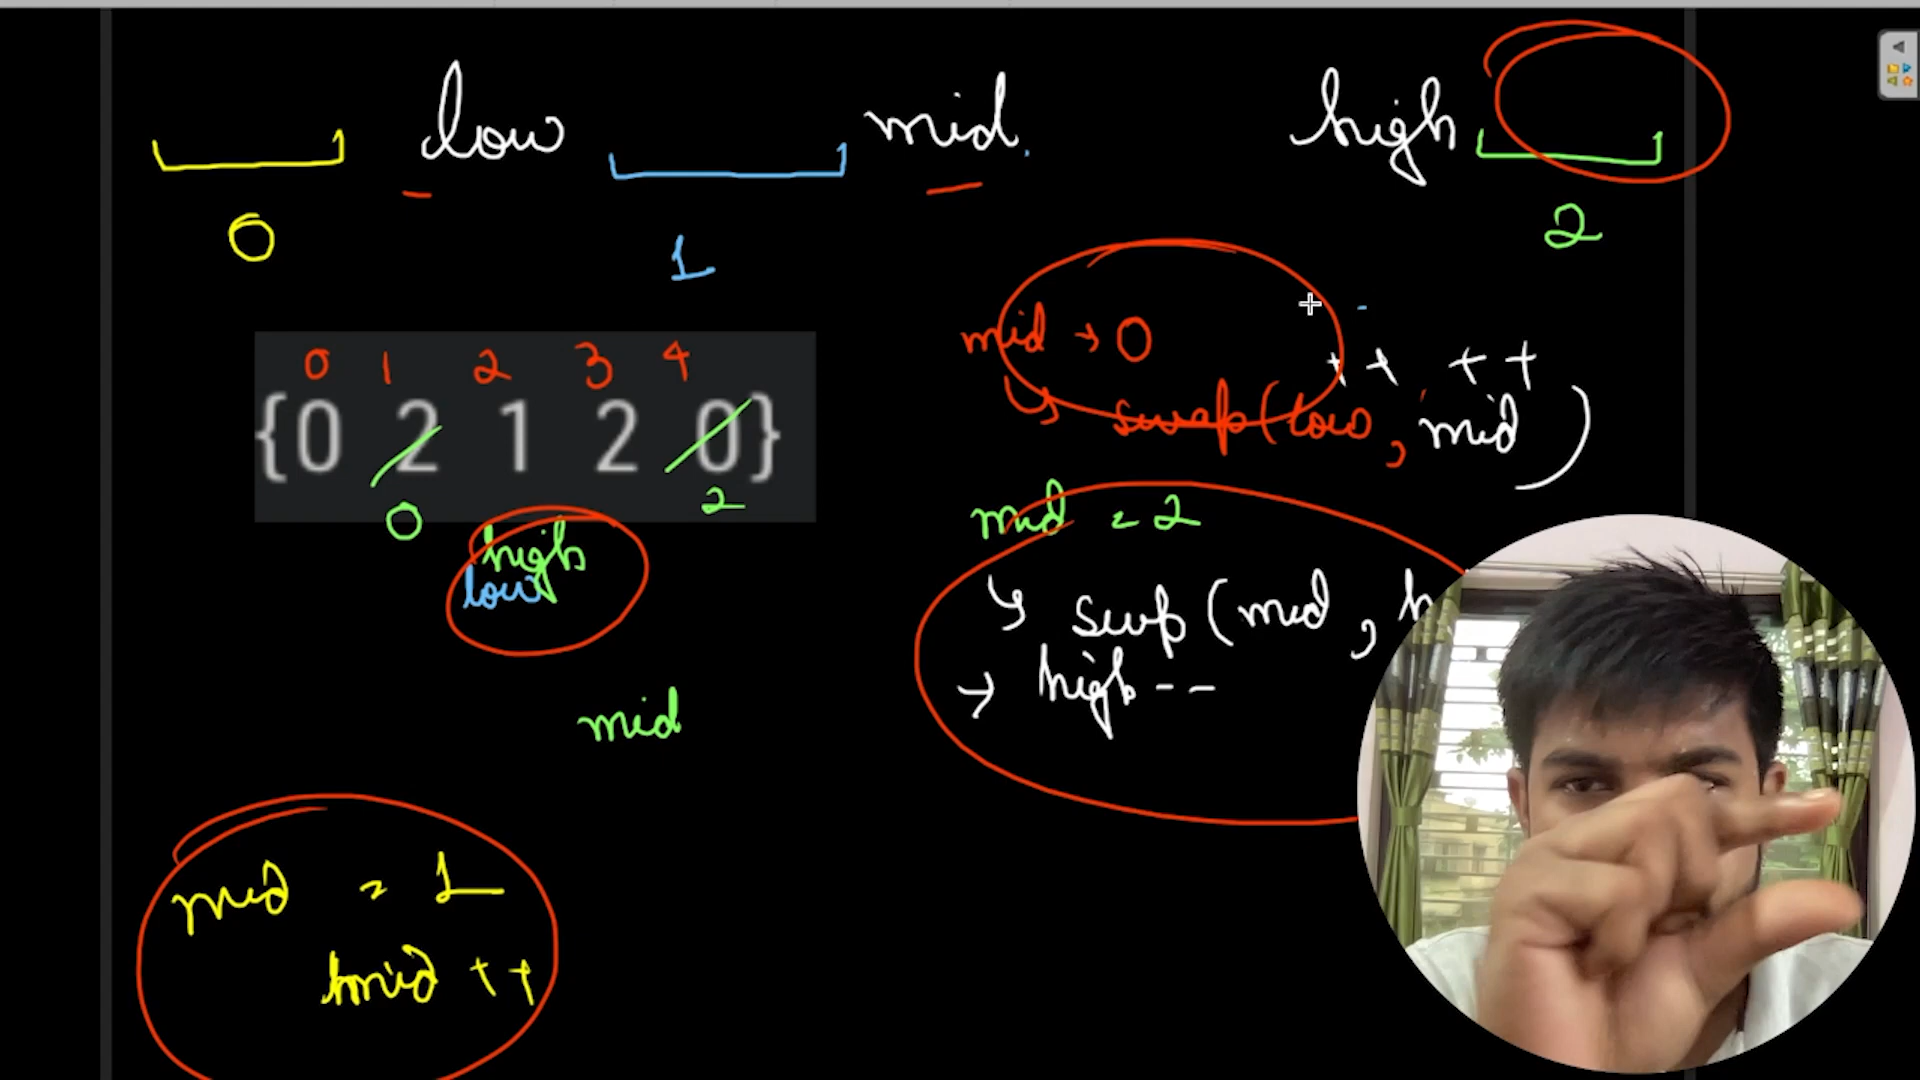 low mid. high
0 1 2
0 1 2 3 4
{0 2 1 2 0}
0 2
high
low
mid
mid → 0
++ ++
swap(low, mid)
mid = 2
swap(mid, h
→ high--
mid = 1
mid ++